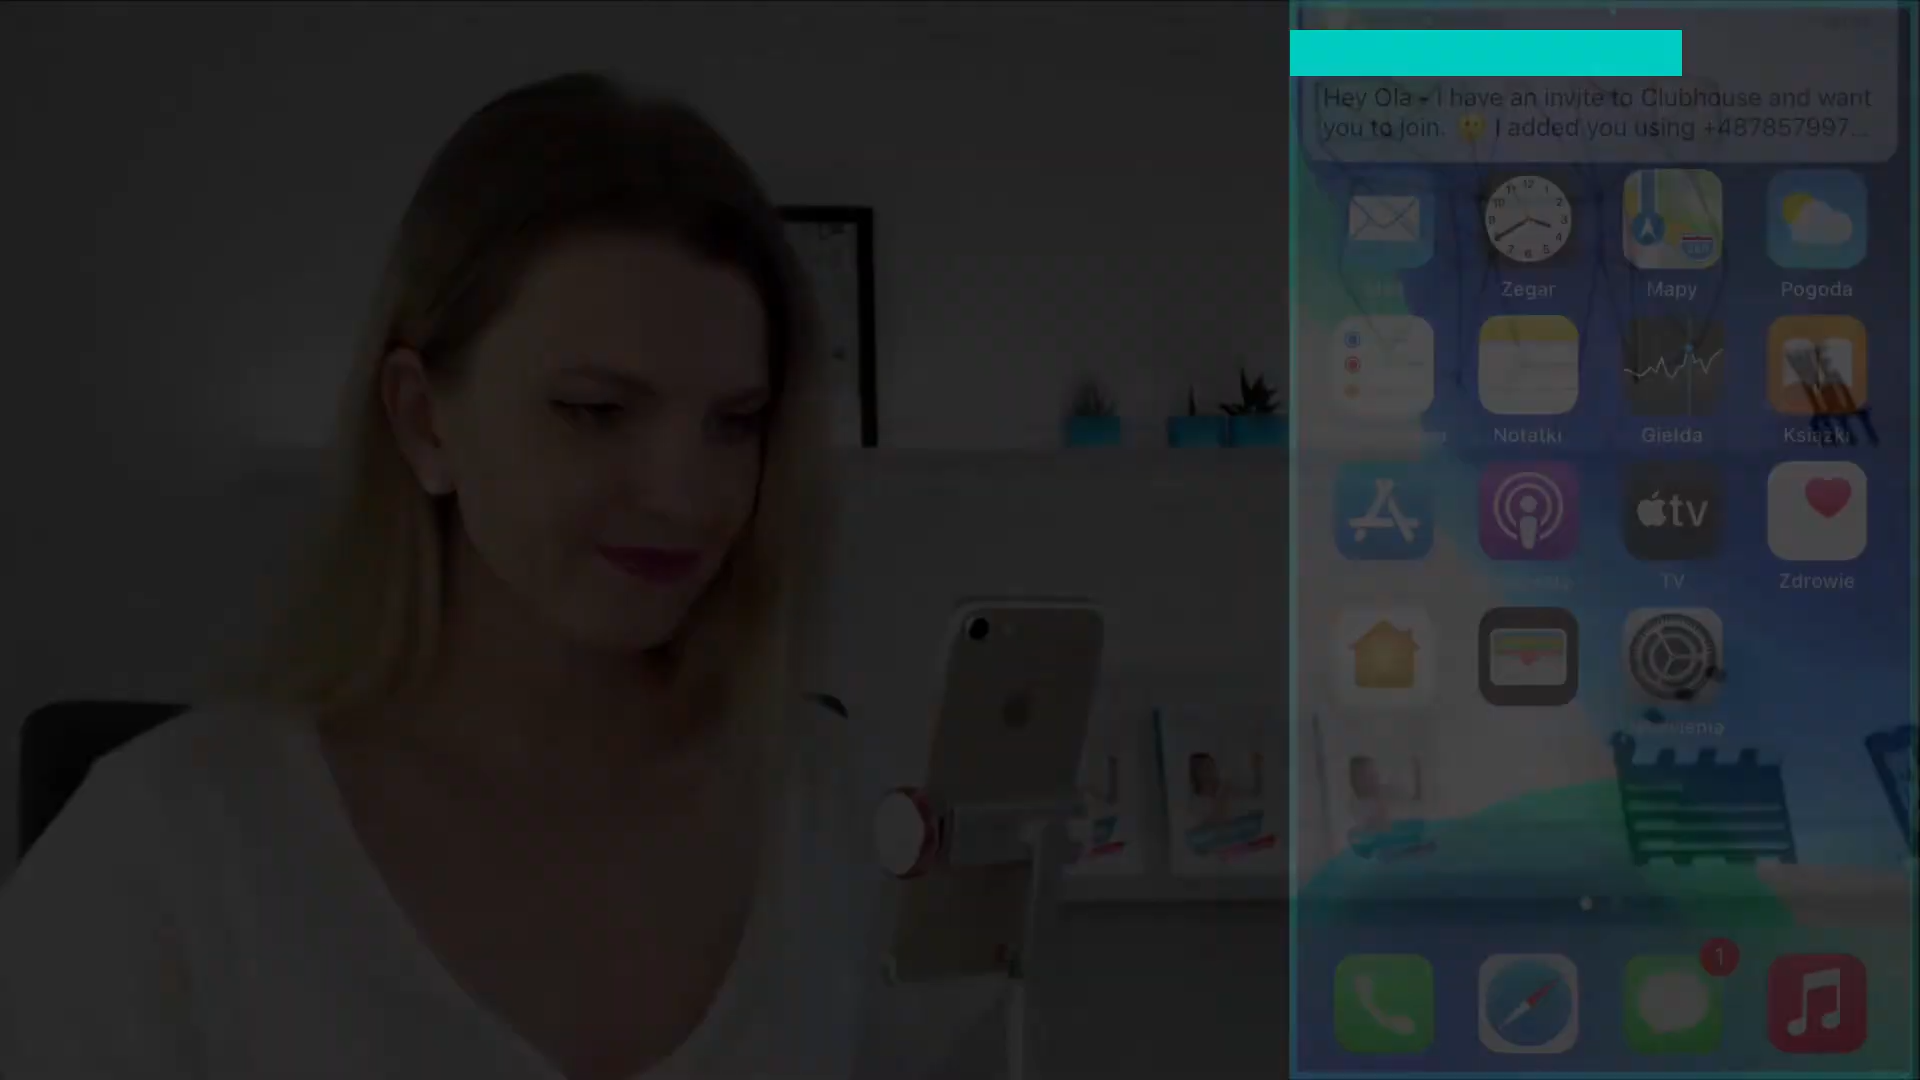 Hey Ola - I have an invite to Clubhouse and want
you to join. 🤫 I added you using +487857997...
Zegar
Mapy
Pogoda
Notatki
Giełda
Książki
tv
TV
Zdrowie
1